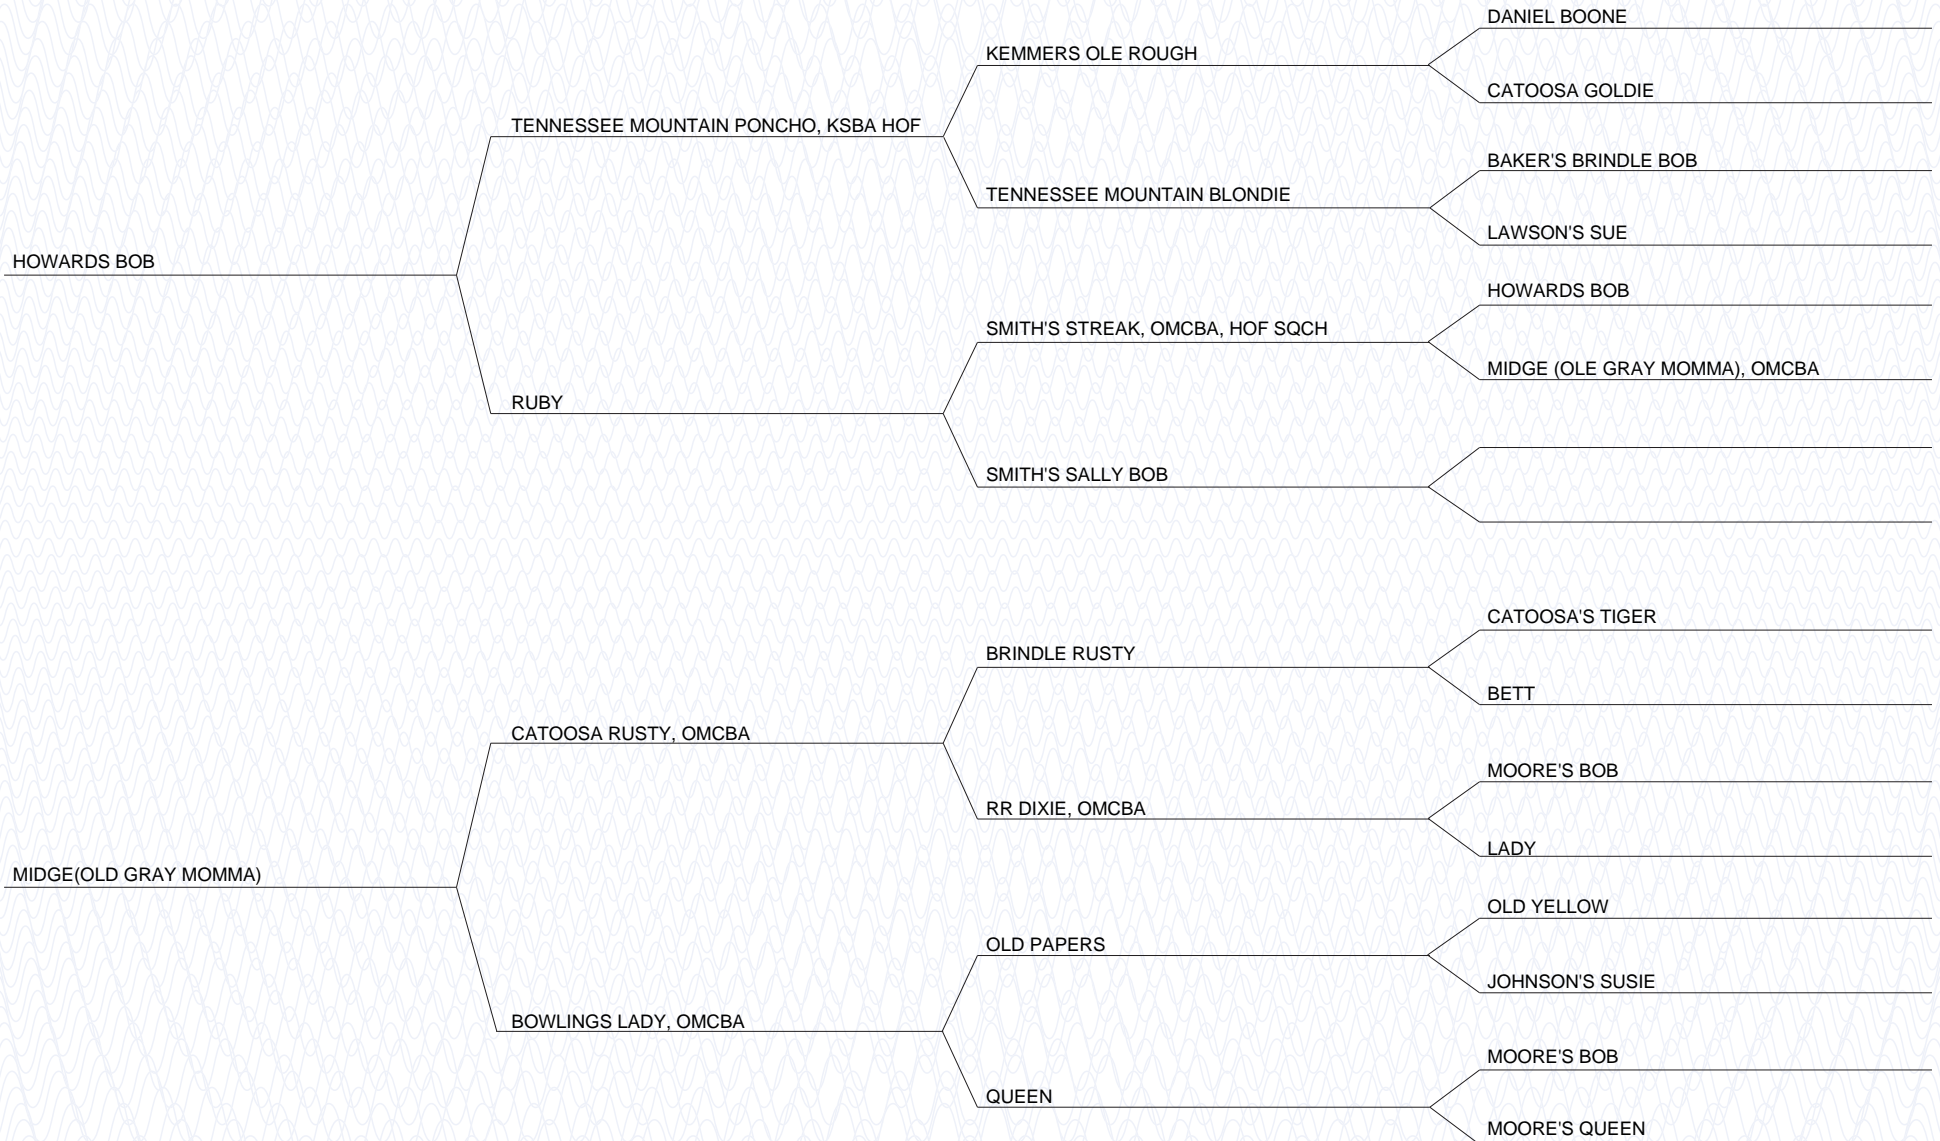 DANIEL BOONE
KEMMERS OLE ROUGH
CATOOSA GOLDIE
TENNESSEE MOUNTAIN PONCHO, KSBA HOF
BAKER'S BRINDLE BOB
TENNESSEE MOUNTAIN BLONDIE
LAWSON'S SUE
HOWARDS BOB
HOWARDS BOB
SMITH'S STREAK, OMCBA, HOF SQCH
MIDGE (OLE GRAY MOMMA), OMCBA
RUBY
SMITH'S SALLY BOB
CATOOSA'S TIGER
BRINDLE RUSTY
BETT
CATOOSA RUSTY, OMCBA
MOORE'S BOB
RR DIXIE, OMCBA
LADY
MIDGE(OLD GRAY MOMMA)
OLD YELLOW
OLD PAPERS
JOHNSON'S SUSIE
BOWLINGS LADY, OMCBA
MOORE'S BOB
QUEEN
MOORE'S QUEEN